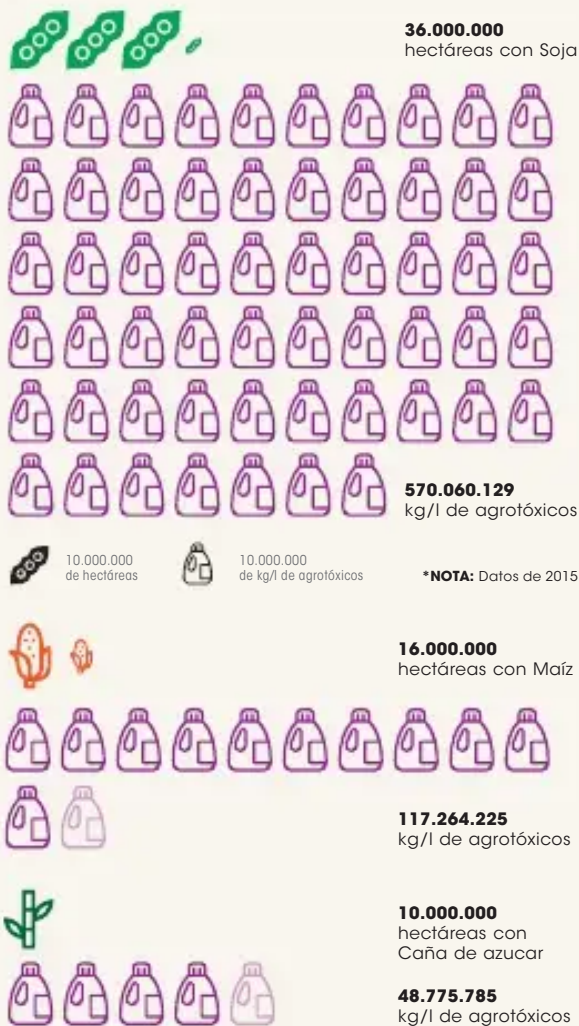 36.000.000
hectáreas con Soja
570.060.129
kg/l de agrotóxicos
10.000.000
de hectáreas
10.000.000
de kg/l de agrotóxicos
*NOTA: Datos de 2015
16.000.000
hectáreas con Maíz
117.264.225
kg/l de agrotóxicos
10.000.000
hectáreas con
Caña de azucar
48.775.785
kg/l de agrotóxicos